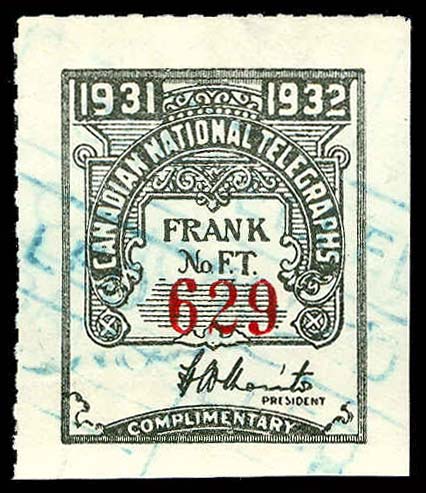 1931 1932
CANADIAN NATIONAL TELEGRAPHS
FRANK
No. F.T.
629
PRESIDENT
COMPLIMENTARY